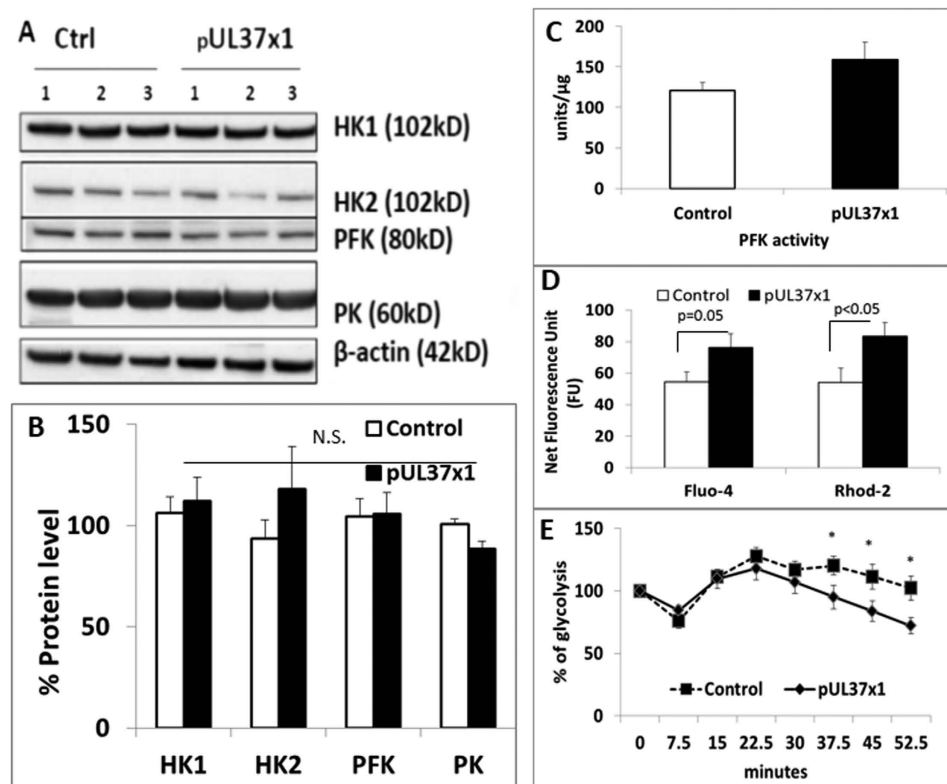 A
Ctrl pUL37x1
1 2 3 1 2 3
HK1 (102kD)
HK2 (102kD)
PFK (80kD)
PK (60kD)
β-actin (42kD)
B
150
100
50
0
% Protein level
N.S.
Control
pUL37x1
HK1 HK2 PFK PK
C
200
150
100
50
0
units/µg
Control pUL37x1
PFK activity
D
Control pUL37x1
p=0.05 p<0.05
100
80
60
40
20
0
Net Fluorescence Unit
(FU)
Fluo-4 Rhod-2
E
150
100
50
0
% of glycolysis
* * *
Control pUL37x1
0 7.5 15 22.5 30 37.5 45 52.5
minutes